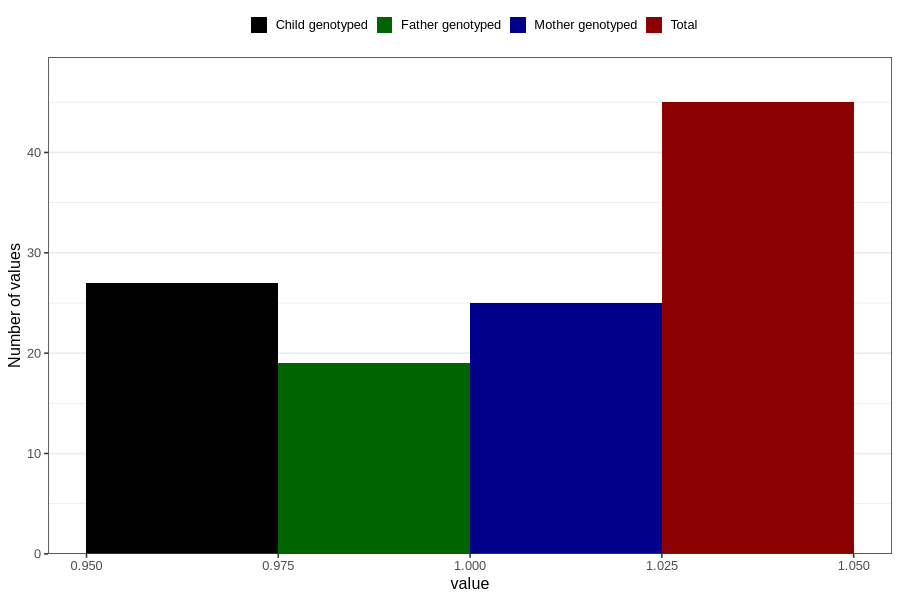 Child genotyped Father genotyped Mother genotyped Total
Number of values
40
30
20
10
0
0.950 0.975 1.000 1.025 1.050
value